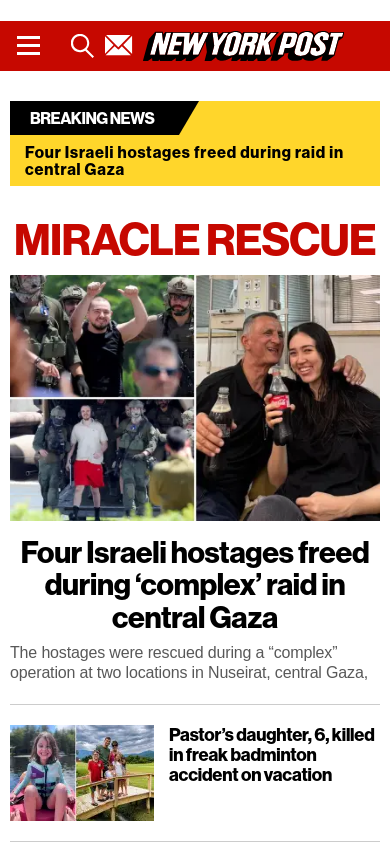 NEW YORK POST
BREAKING NEWS
Four Israeli hostages freed during raid in
central Gaza
MIRACLE RESCUE
Four Israeli hostages freed
during ‘complex’ raid in
central Gaza
The hostages were rescued during a “complex”
operation at two locations in Nuseirat, central Gaza,
Pastor’s daughter, 6, killed
in freak badminton
accident on vacation